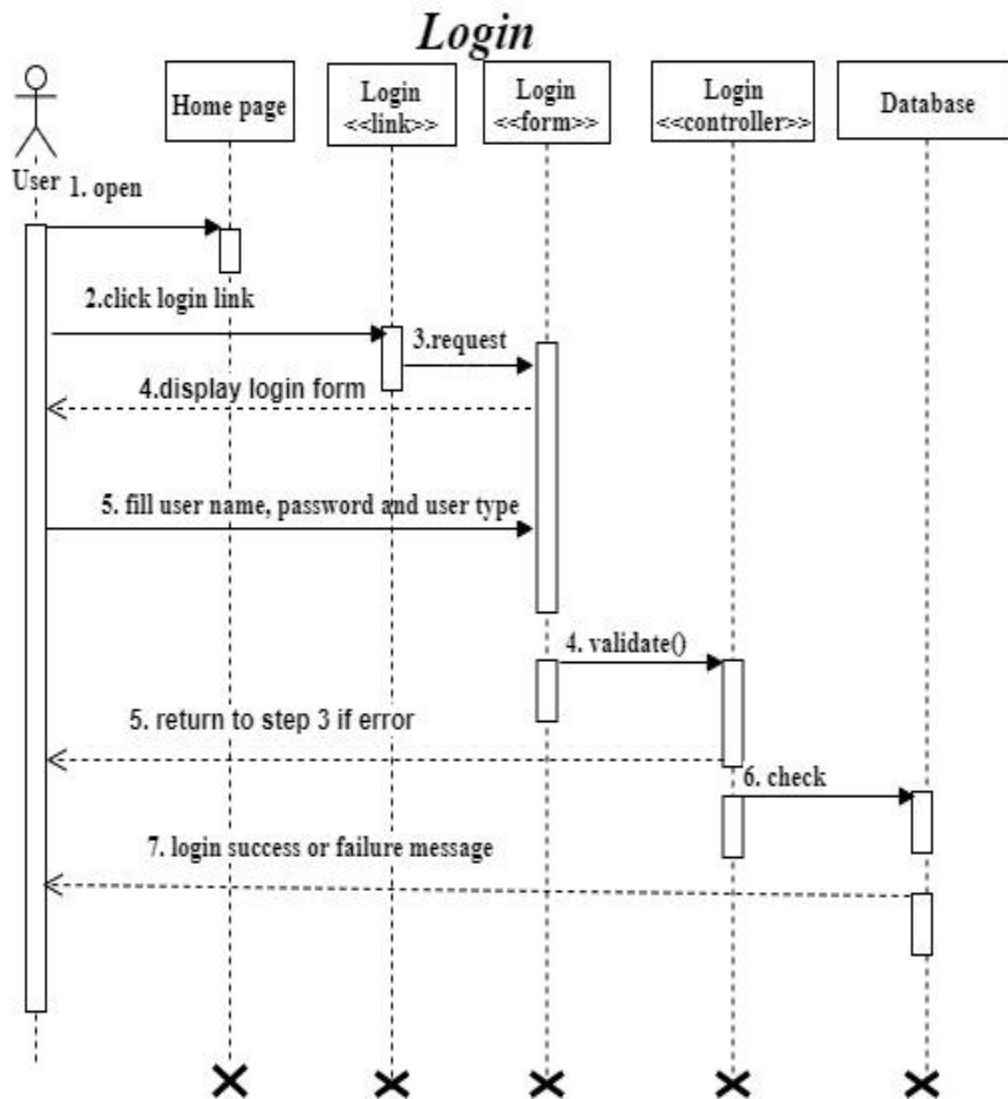 Login
Home page
Login
<<link>>
Login
<<form>>
Login
<<controller>>
Database
User
1. open
2.click login link
3.request
4.display login form
5. fill user name, password and user type
4. validate()
5. return to step 3 if error
6. check
7. login success or failure message